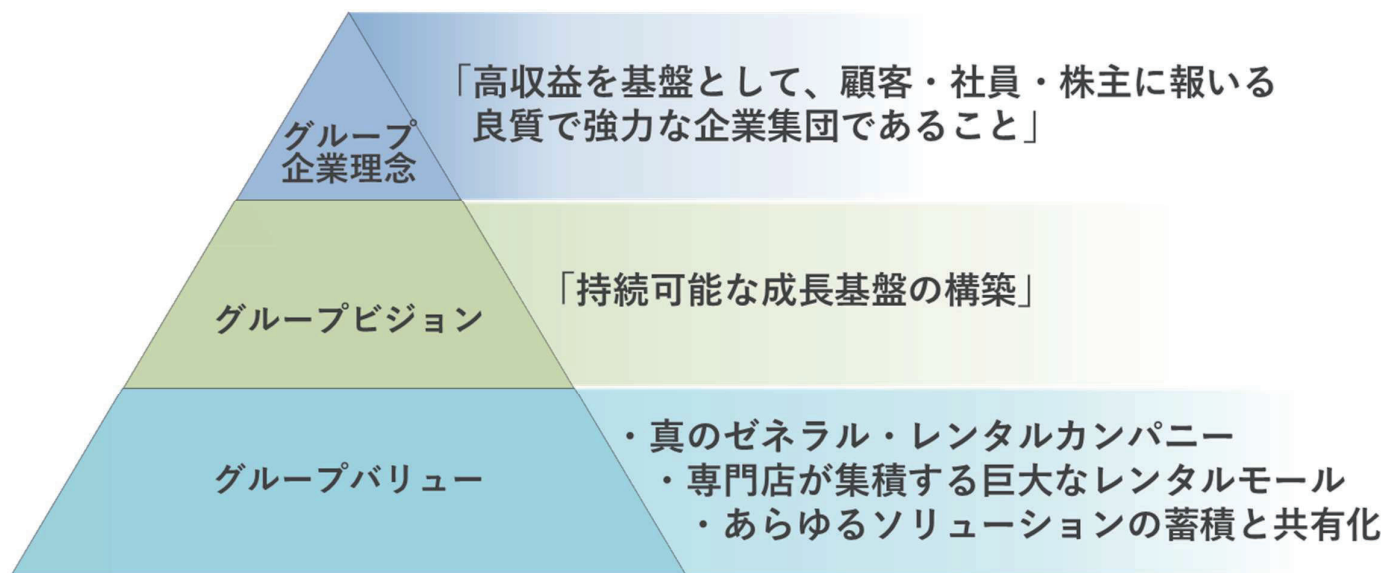 グループ
企業理念
「高収益を基盤として、顧客・社員・株主に報いる
良質で強力な企業集団であること」
グループビジョン
「持続可能な成長基盤の構築」
グループバリュー
・真のゼネラル・レンタルカンパニー
・専門店が集積する巨大なレンタルモール
・あらゆるソリューションの蓄積と共有化